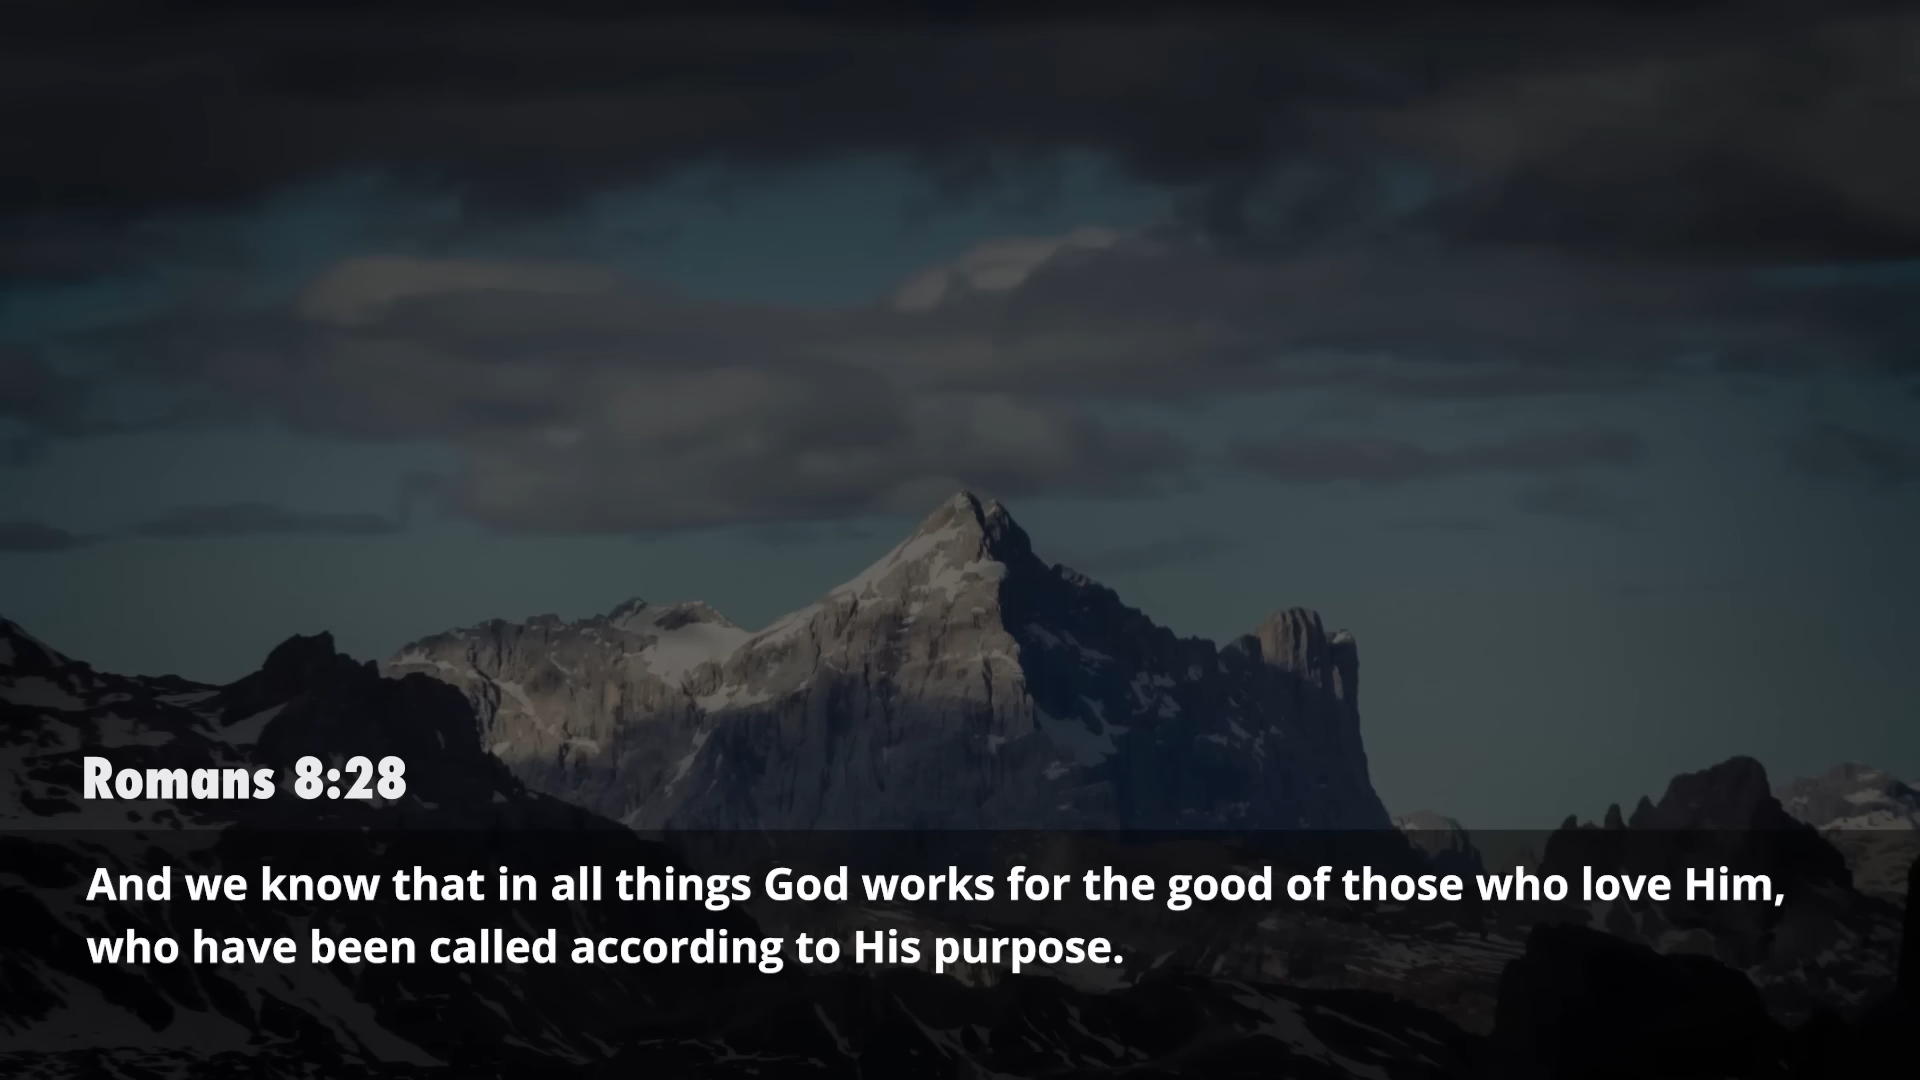 Romans 8:28
And we know that in all things God works for the good of those who love Him,
who have been called according to His purpose.